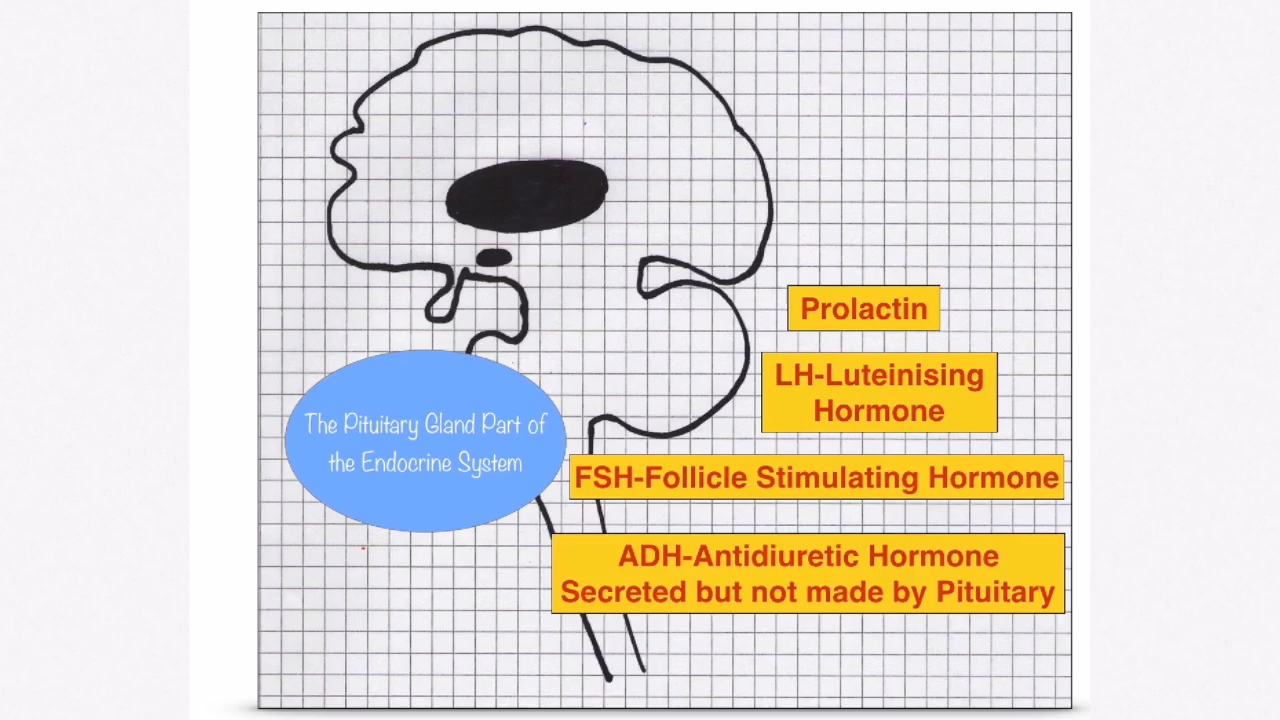 Prolactin
LH-Luteinising
Hormone
The Pituitary Gland Part of
the Endocrine System
FSH-Follicle Stimulating Hormone
ADH-Antidiuretic Hormone
Secreted but not made by Pituitary